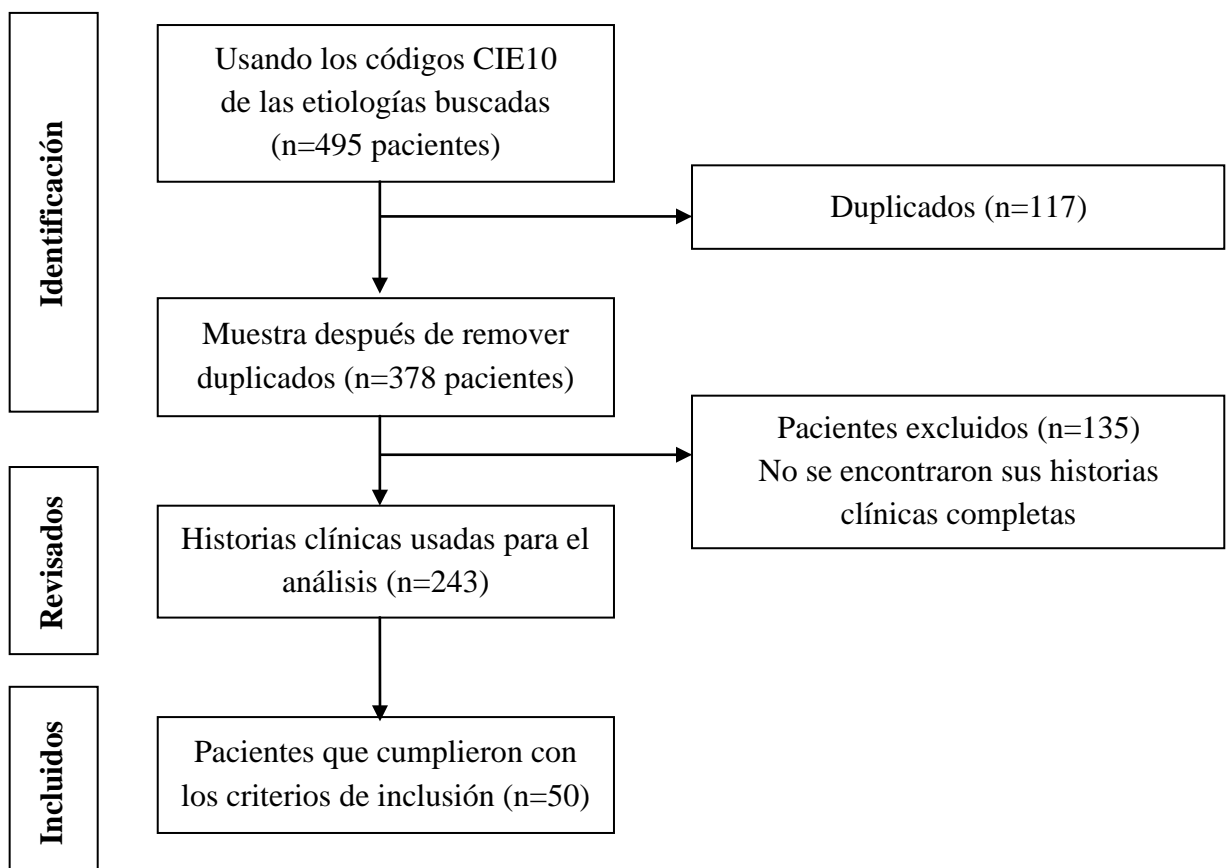 Identificación
Usando los códigos CIE10
de las etiologías buscadas
(n=495 pacientes)
Duplicados (n=117)
Muestra después de remover
duplicados (n=378 pacientes)
Pacientes excluidos (n=135)
No se encontraron sus historias
clínicas completas
Revisados
Historias clínicas usadas para el
análisis (n=243)
Incluidos
Pacientes que cumplieron con
los criterios de inclusión (n=50)